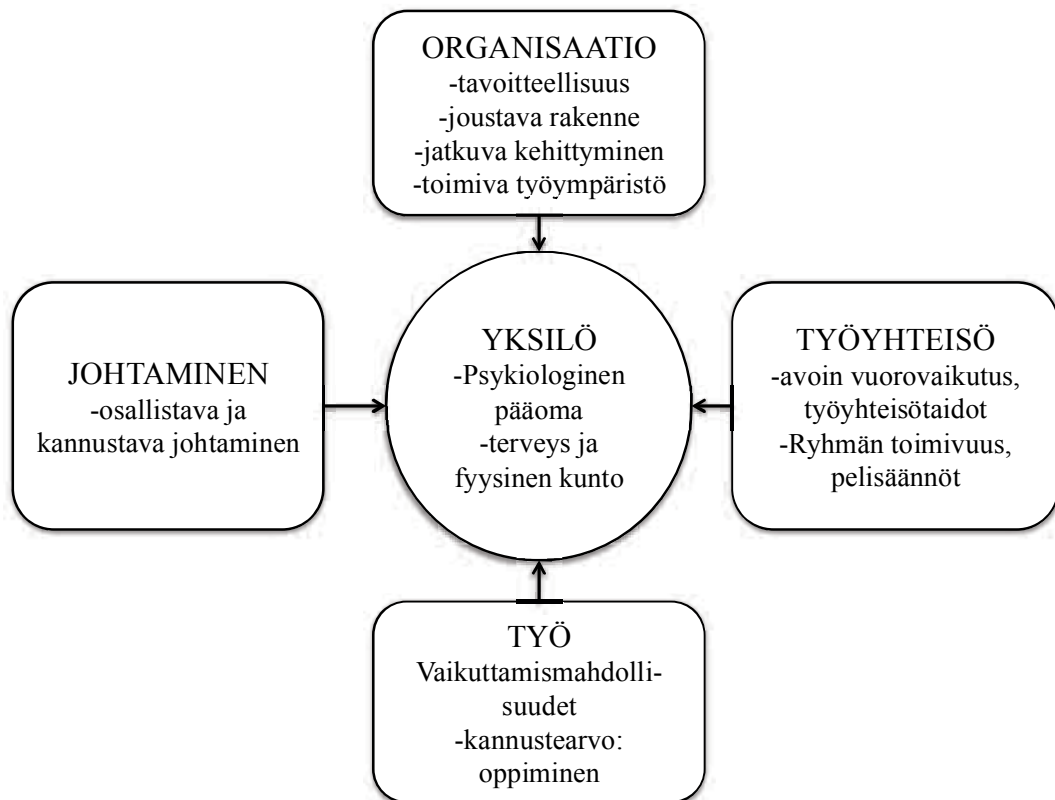 ORGANISAATIO
-tavoitteellisuus
-joustava rakenne
-jatkuva kehittyminen
-toimiva työympäristö
JOHTAMINEN
-osallistava ja
kannustava johtaminen
YKSILÖ
-Psykiologinen
pääoma
-terveys ja
fyysinen kunto
TYÖYHTEISÖ
-avoin vuorovaikutus,
työyhteisötaidot
-Ryhmän toimivuus,
pelisäännöt
TYÖ
Vaikuttamismahdolli-
suudet
-kannustearvo:
oppiminen